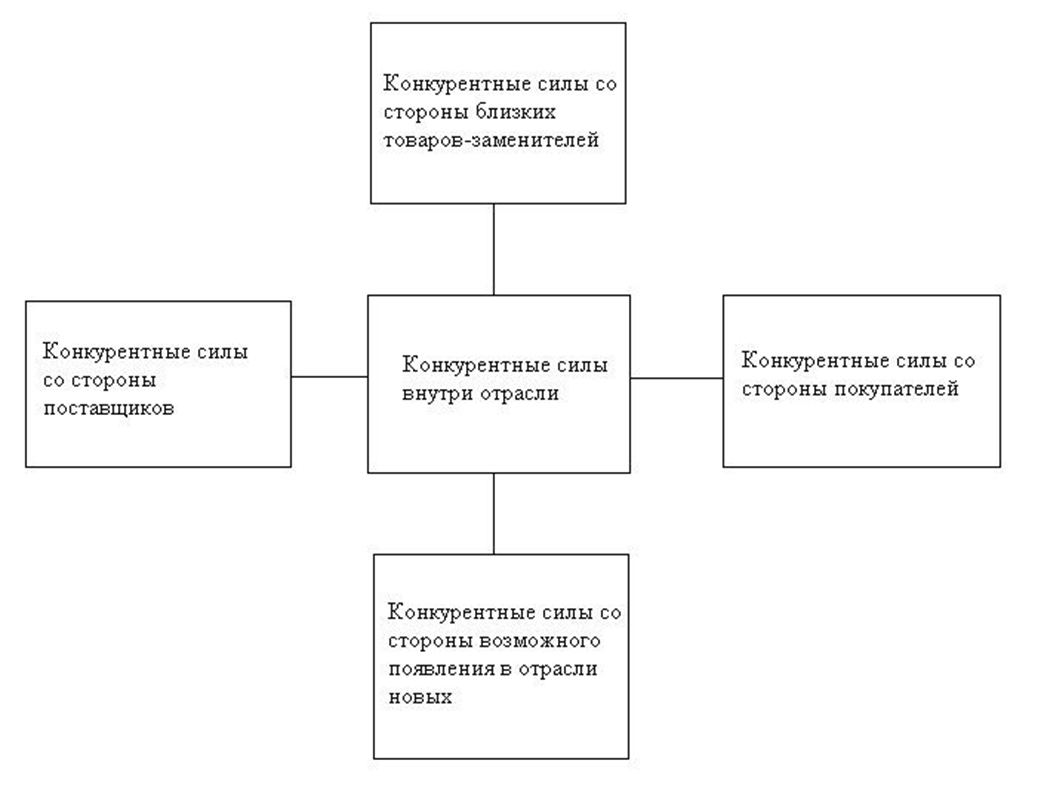 Конкурентные силы со
стороны близких
товаров-заменителей
Конкурентные силы
со стороны
поставщиков
Конкурентные силы
внутри отрасли
Конкурентные силы со
стороны покупателей
Конкурентные силы со
стороны возможного
появления в отрасли
новых